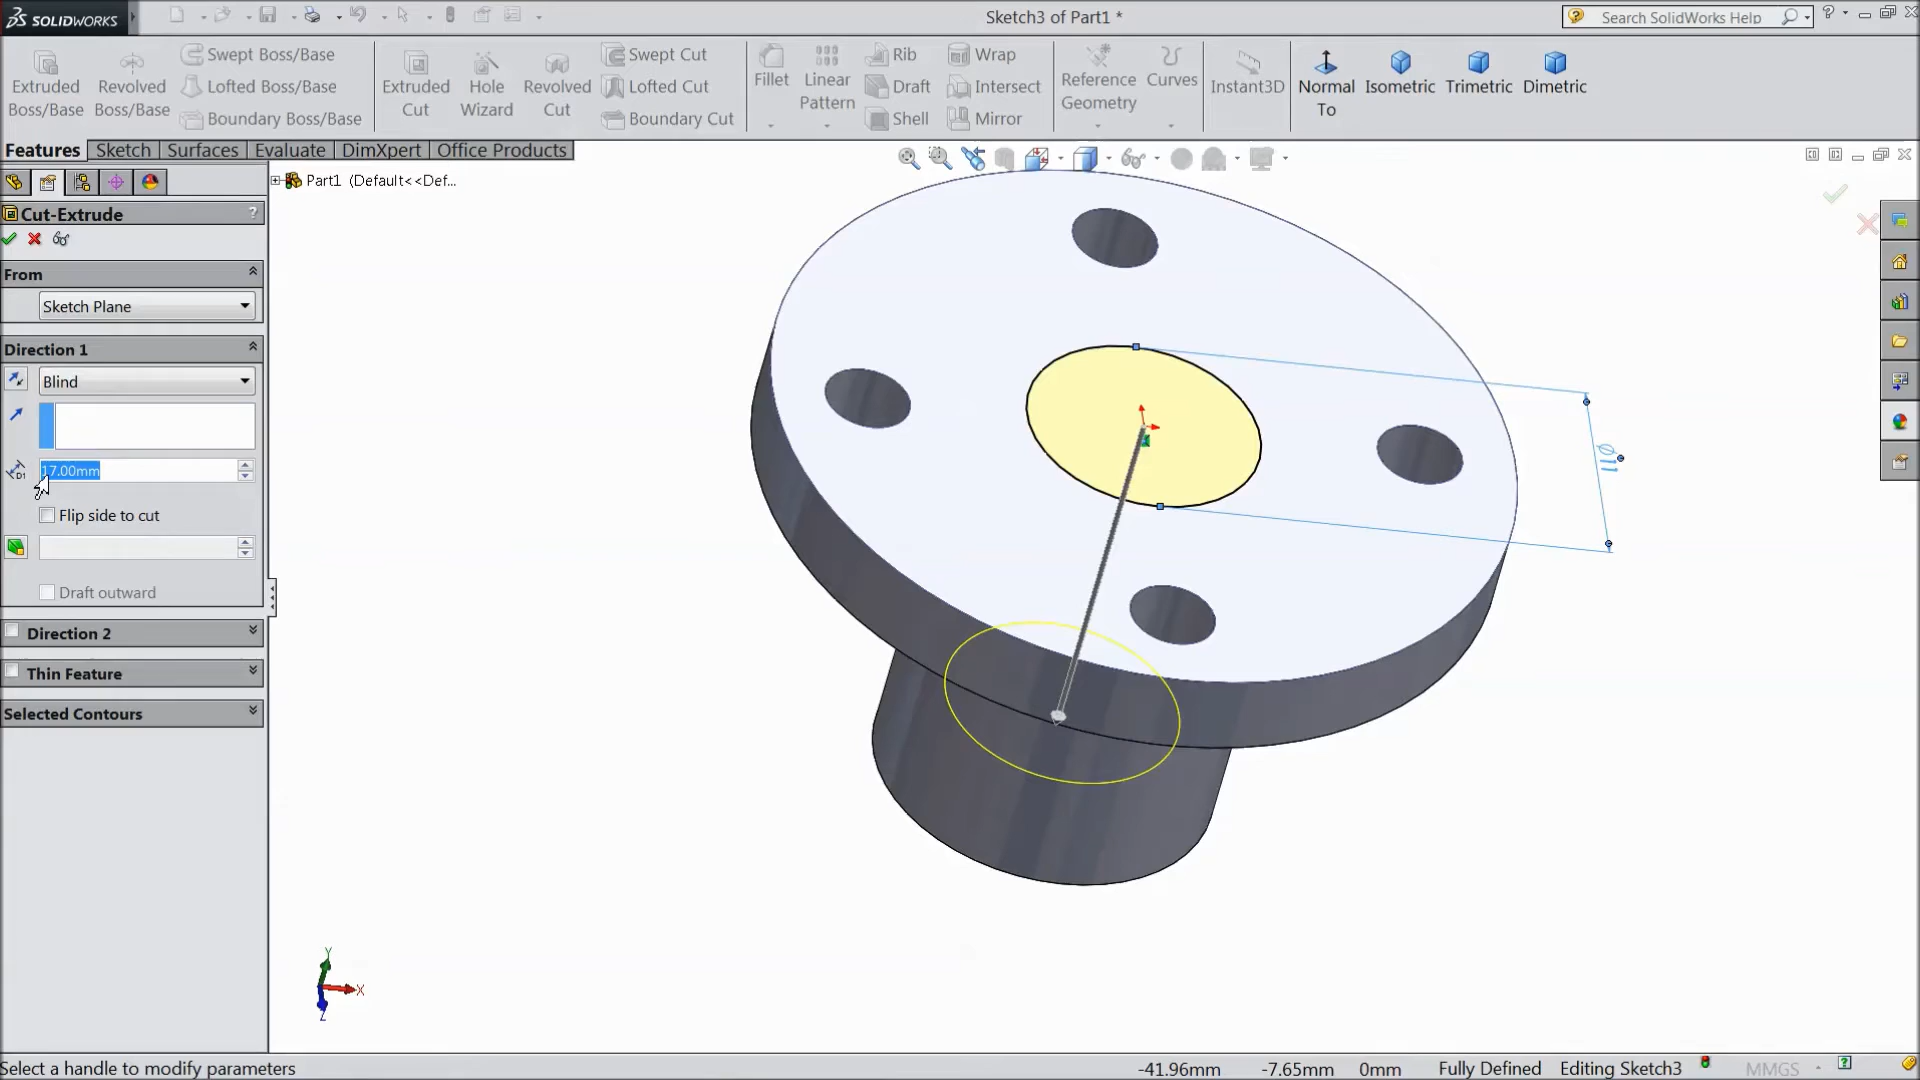 SOLIDWORKS
Sketch3 of Part1 *
Search SolidWorks Help
Extruded Boss/Base
Revolved Boss/Base
Swept Boss/Base
Lofted Boss/Base
Boundary Boss/Base
Extruded Cut
Hole Wizard
Revolved Cut
Swept Cut
Lofted Cut
Boundary Cut
Fillet
Linear Pattern
Rib
Draft
Shell
Wrap
Intersect
Mirror
Reference Geometry
Curves
Instant3D
Normal To
Isometric
Trimetric
Dimetric
Features
Sketch
Surfaces
Evaluate
DimXpert
Office Products
Part1 (Default<<Def...
Cut-Extrude
?
From
Sketch Plane
Direction 1
Blind
D1
17.00mm
Flip side to cut
Draft outward
Direction 2
Thin Feature
Selected Contours
Ø11
Y
X
Z
Select a handle to modify parameters
-41.96mm
-7.65mm
0mm
Fully Defined
Editing Sketch3
MMGS